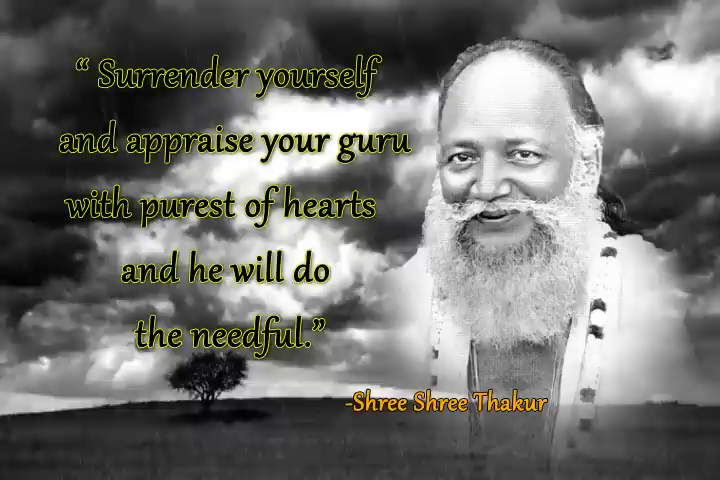 “ Surrender yourself
and appraise your guru
with purest of hearts
and he will do
the needful.”
-Shree Shree Thakur